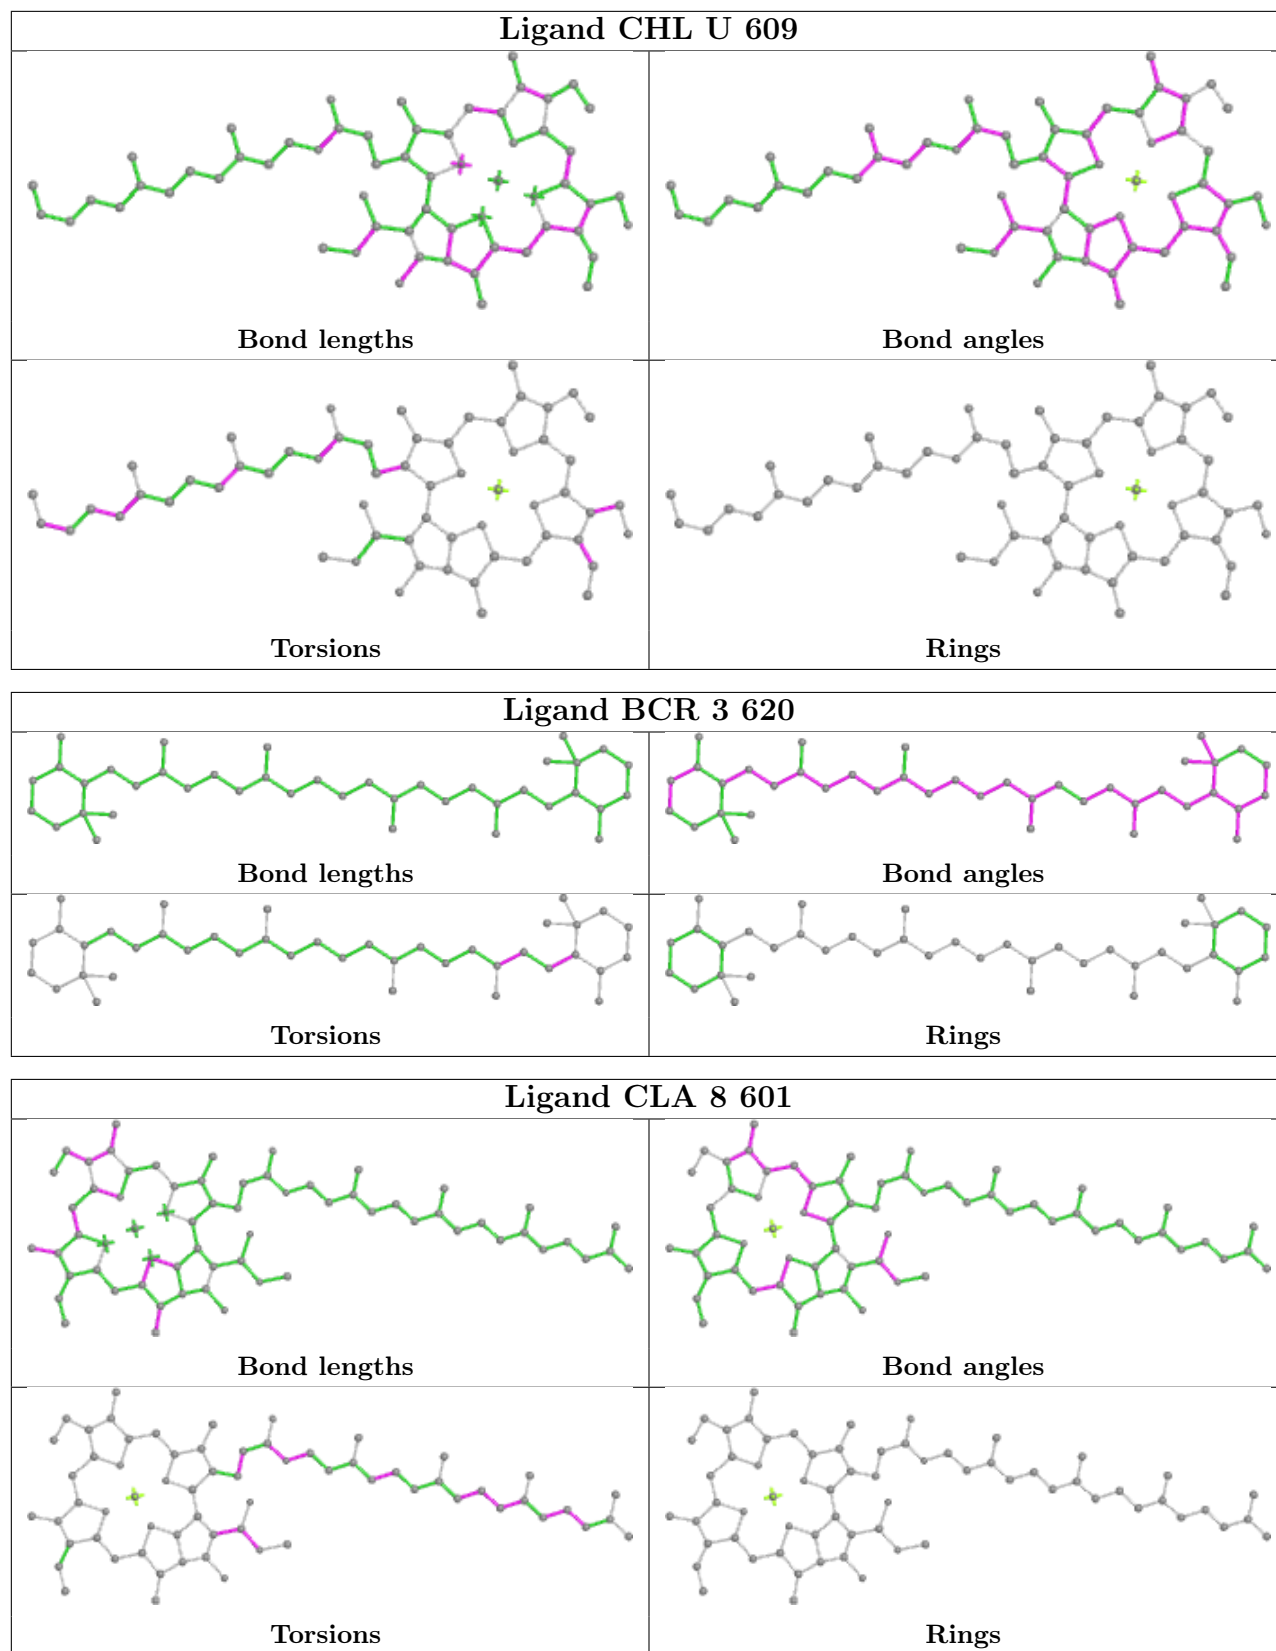 Ligand CHL U 609
Bond lengths
Bond angles
Torsions
Rings
Ligand BCR 3 620
Bond lengths
Bond angles
Torsions
Rings
Ligand CLA 8 601
Bond lengths
Bond angles
Torsions
Rings